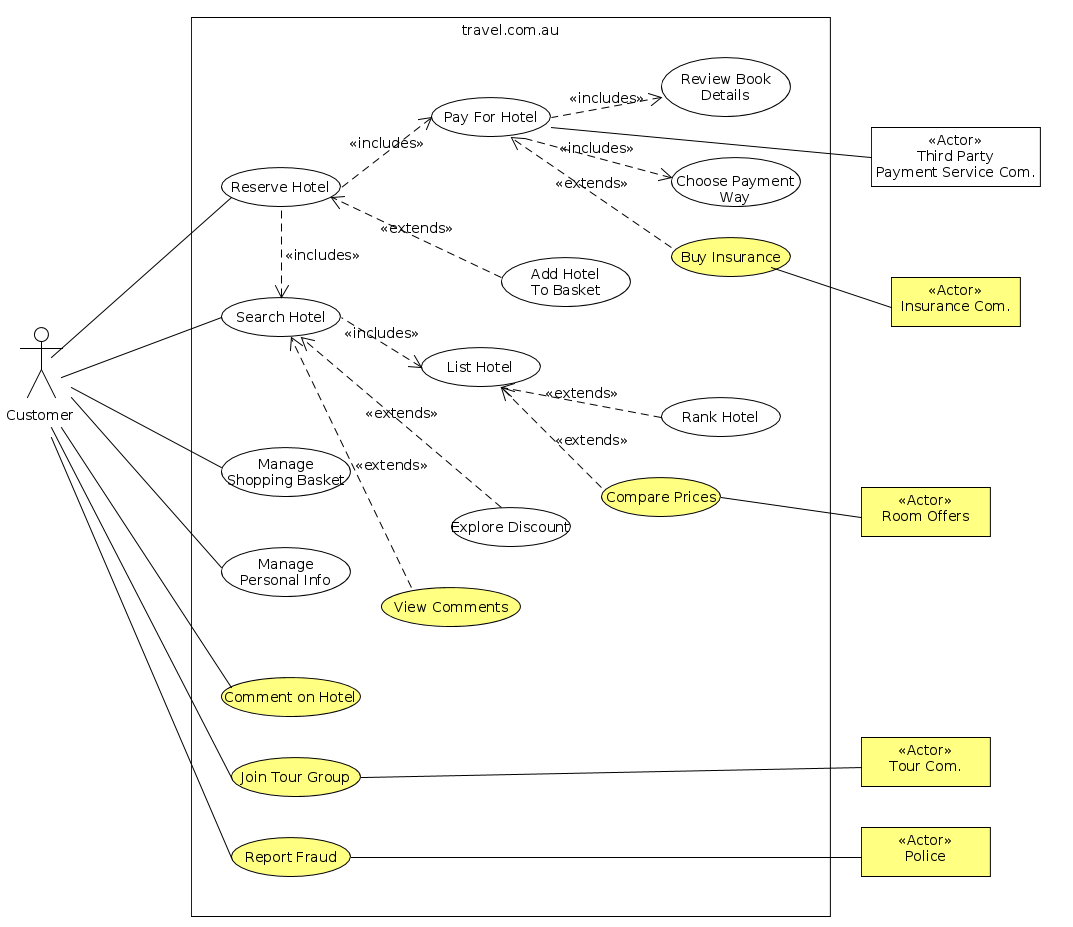 travel.com.au
Review Book
Details
«includes»
Pay For Hotel
«includes»
«includes»
«Actor»
Third Party
Payment Service Com.
Reserve Hotel
«extends»
Choose Payment
Way
«extends»
Buy Insurance
«includes»
Add Hotel
To Basket
«Actor»
Insurance Com.
Search Hotel
«includes»
List Hotel
«extends»
Customer
«extends»
Rank Hotel
«extends»
Manage
Shopping Basket
«extends»
Compare Prices
«Actor»
Room Offers
Explore Discount
Manage
Personal Info
View Comments
Comment on Hotel
Join Tour Group
«Actor»
Tour Com.
Report Fraud
«Actor»
Police